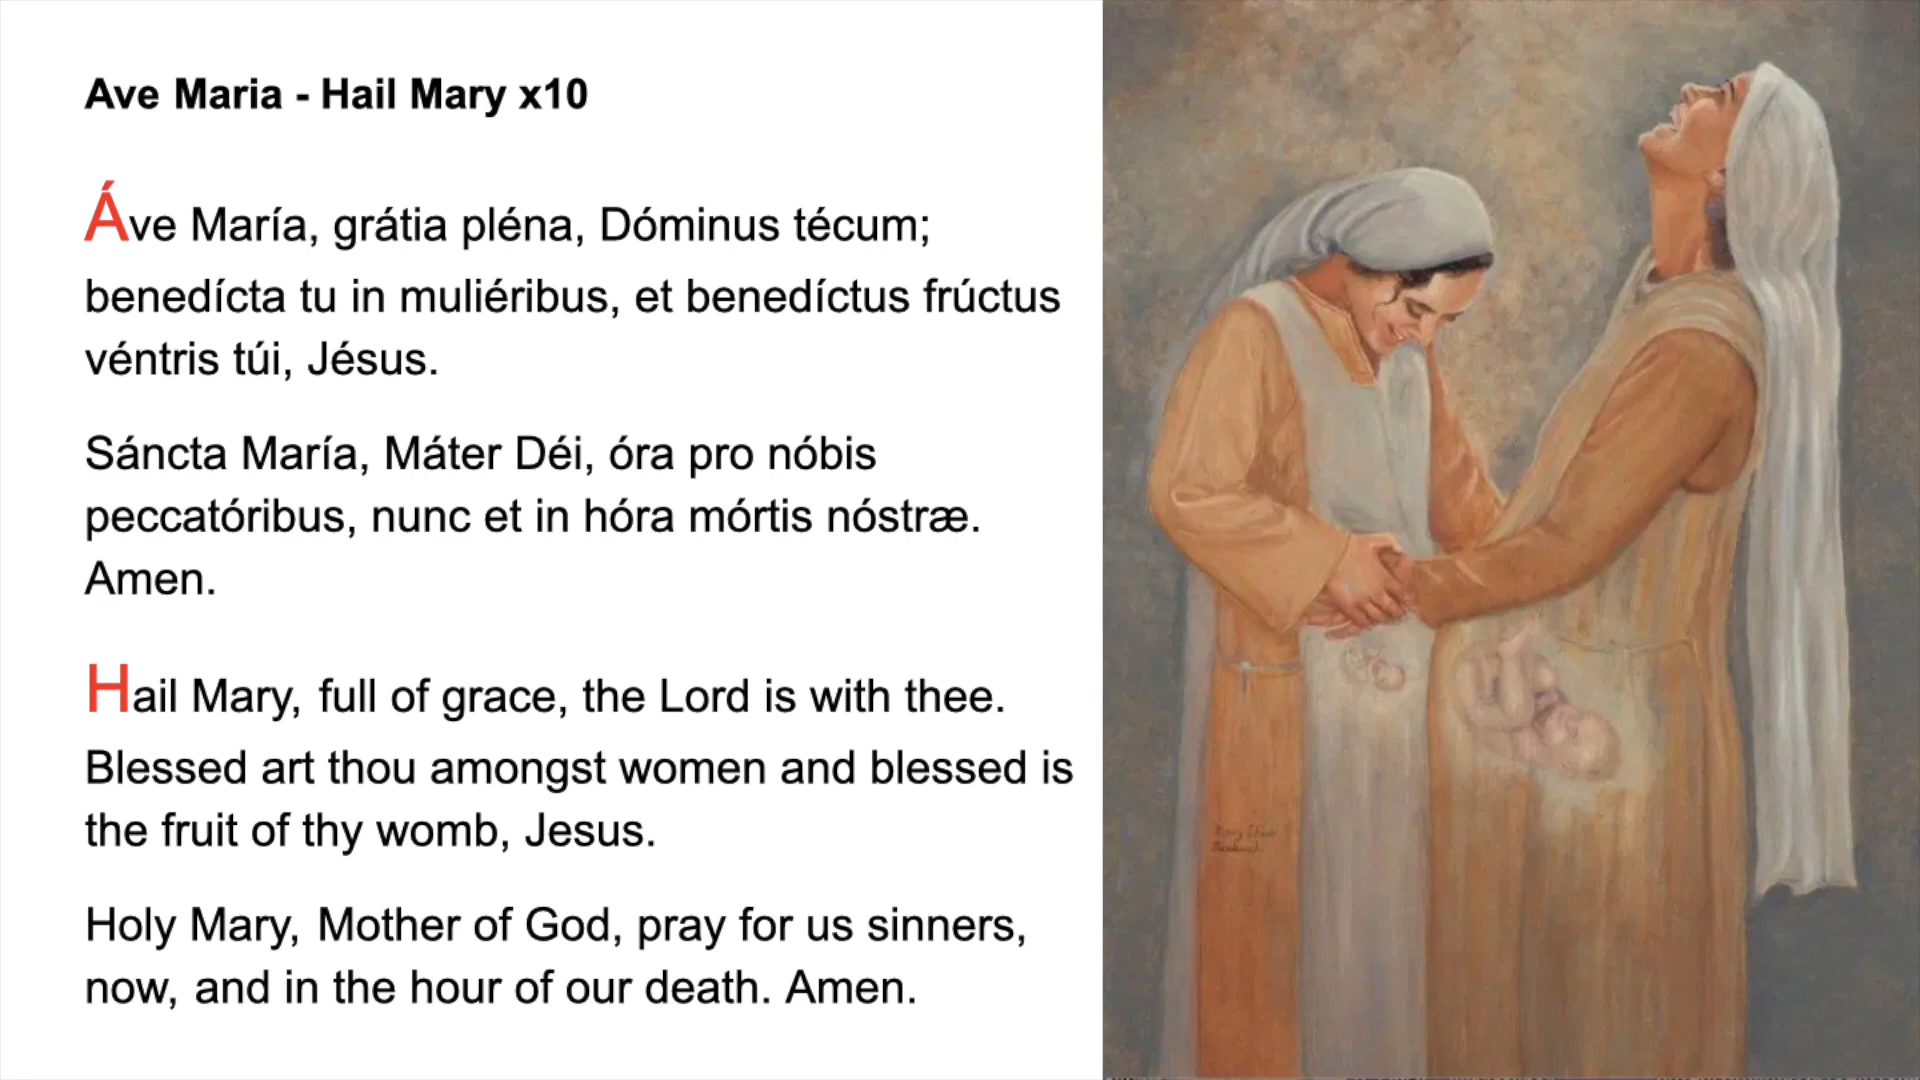 Ave Maria - Hail Mary x10
Áve María, grátia pléna, Dóminus técum;
benedícta tu in muliéribus, et benedíctus frúctus
véntris túi, Jésus.
Sáncta María, Máter Déi, óra pro nóbis
peccatóribus, nunc et in hóra mórtis nóstræ.
Amen.
Hail Mary, full of grace, the Lord is with thee.
Blessed art thou amongst women and blessed is
the fruit of thy womb, Jesus.
Holy Mary, Mother of God, pray for us sinners,
now, and in the hour of our death. Amen.